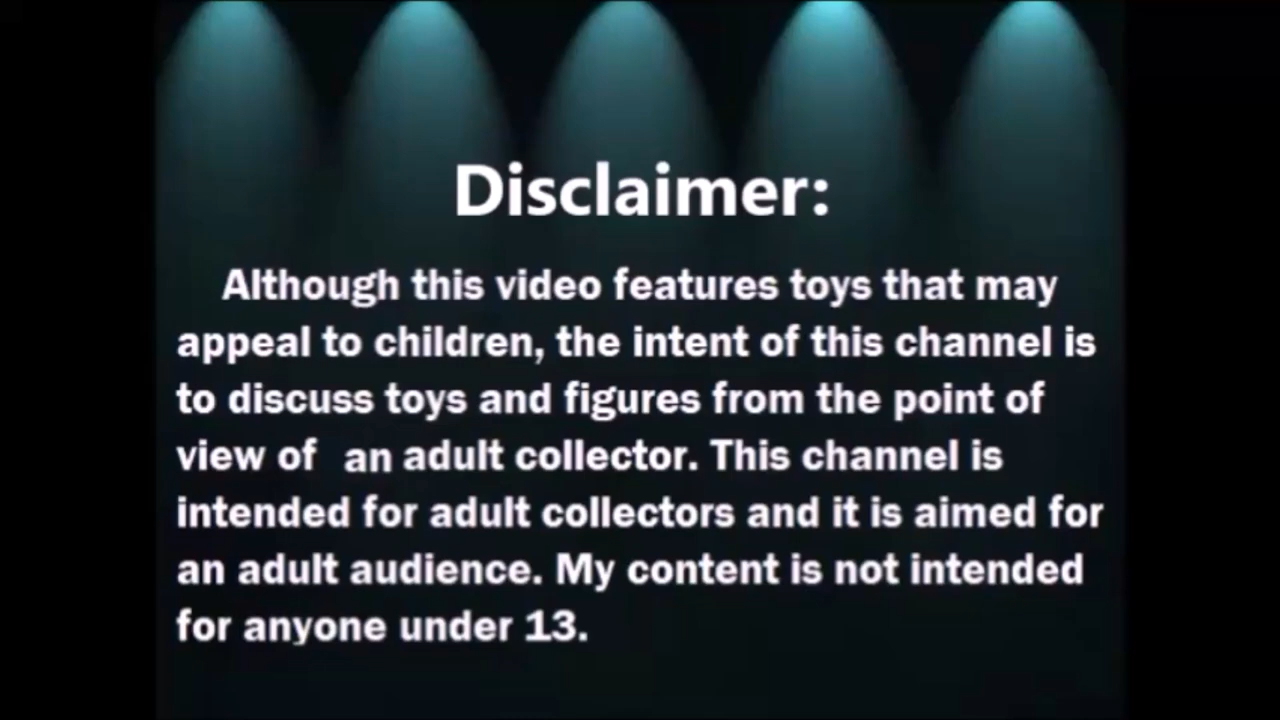 Disclaimer:
Although this video features toys that may
appeal to children, the intent of this channel is
to discuss toys and figures from the point of
view of an adult collector. This channel is
intended for adult collectors and it is aimed for
an adult audience. My content is not intended
for anyone under 13.